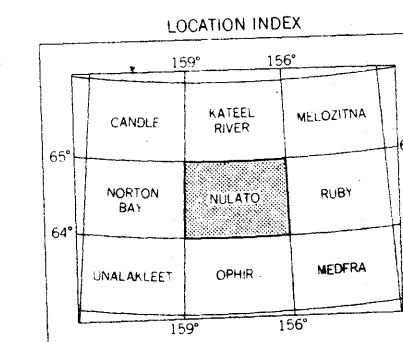 LOCATION INDEX
159° 156°
CANDLE KATEEL RIVER MELOZITNA
65°
NORTON BAY NULATO RUBY
64°
UNALAKLEET OPHIR MEDFRA
159° 156°